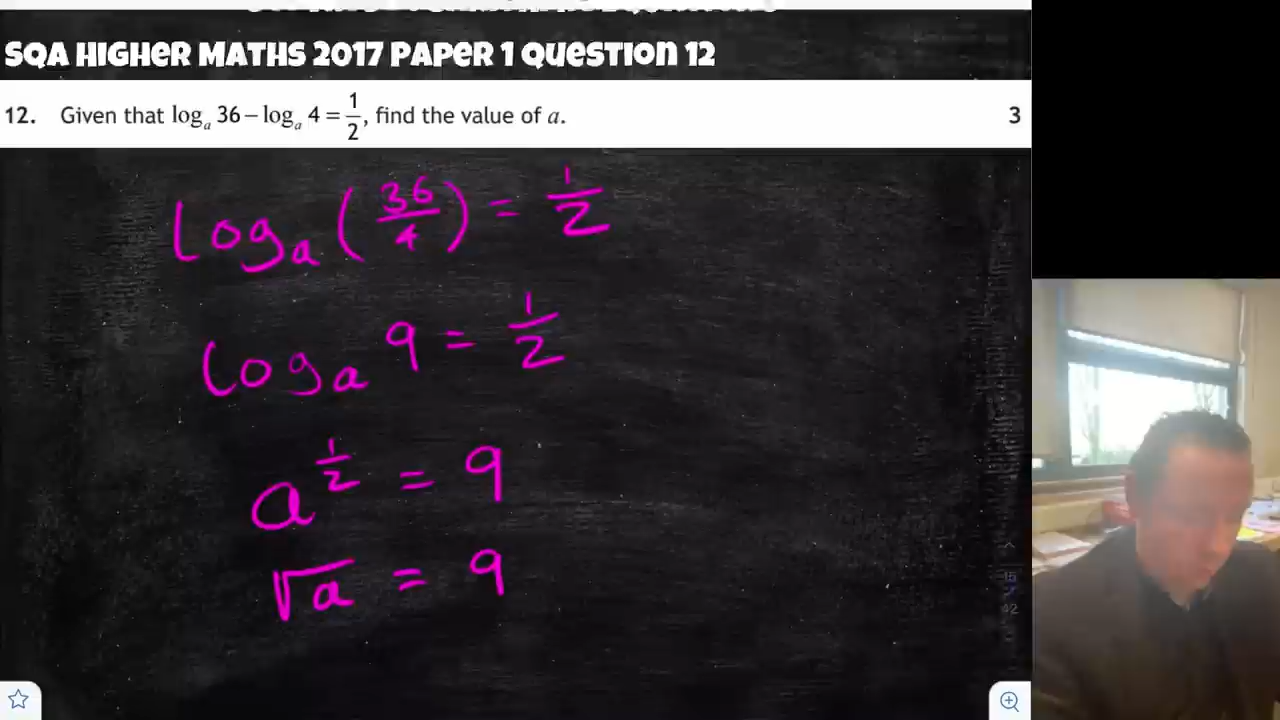 SQA HIGHER MATHS 2017 PAPER 1 QUESTION 12
12. Given that logₐ 36 − logₐ 4 = 1/2, find the value of a. 3
logₐ (36/4) = 1/2
logₐ 9 = 1/2
a^(1/2) = 9
√a = 9